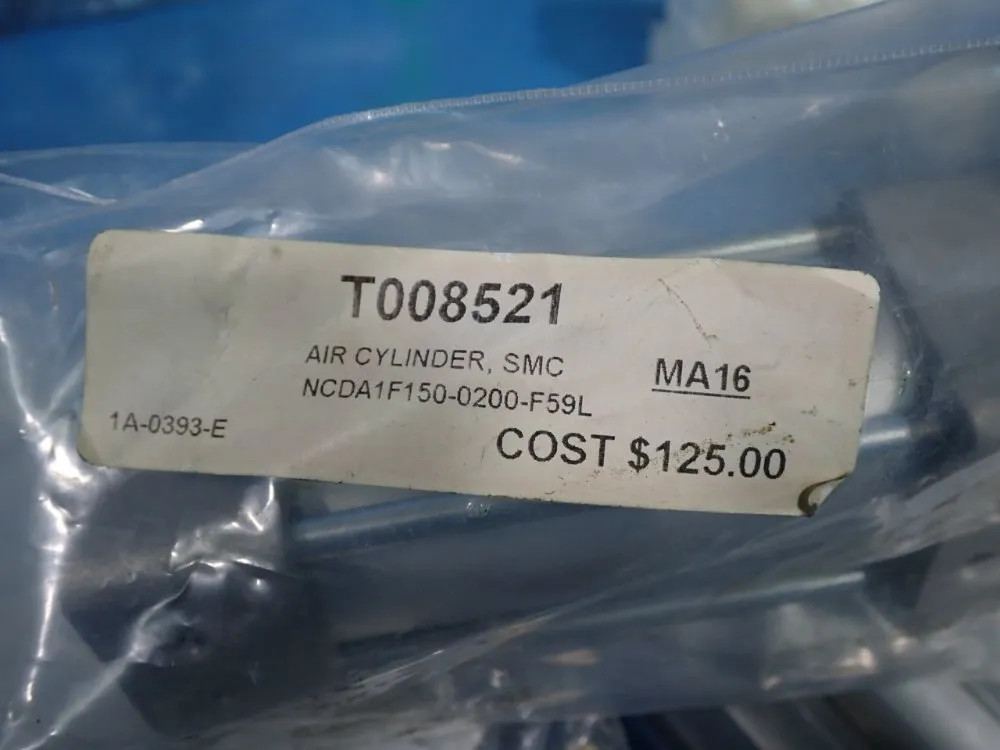 T008521
AIR CYLINDER, SMC
MA16
NCDA1F150-0200-F59L
1A-0393-E
COST $125.00